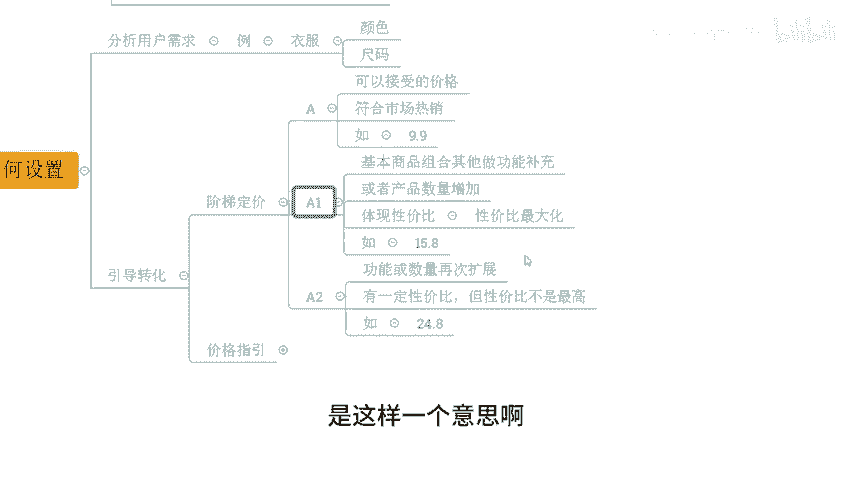 颜色
分析用户需求 例 衣服
尺码
可以接受的价格
A 符合市场热销
如 9.9
何设置
基本商品组合其他做功能补充
或者产品数量增加
阶梯定价 A1
体现性价比 性价比最大化
如 15.8
引导转化
功能或数量再次扩展
A2 有一定性价比，但性价比不是最高
如 24.8
价格指引
是这样一个意思啊